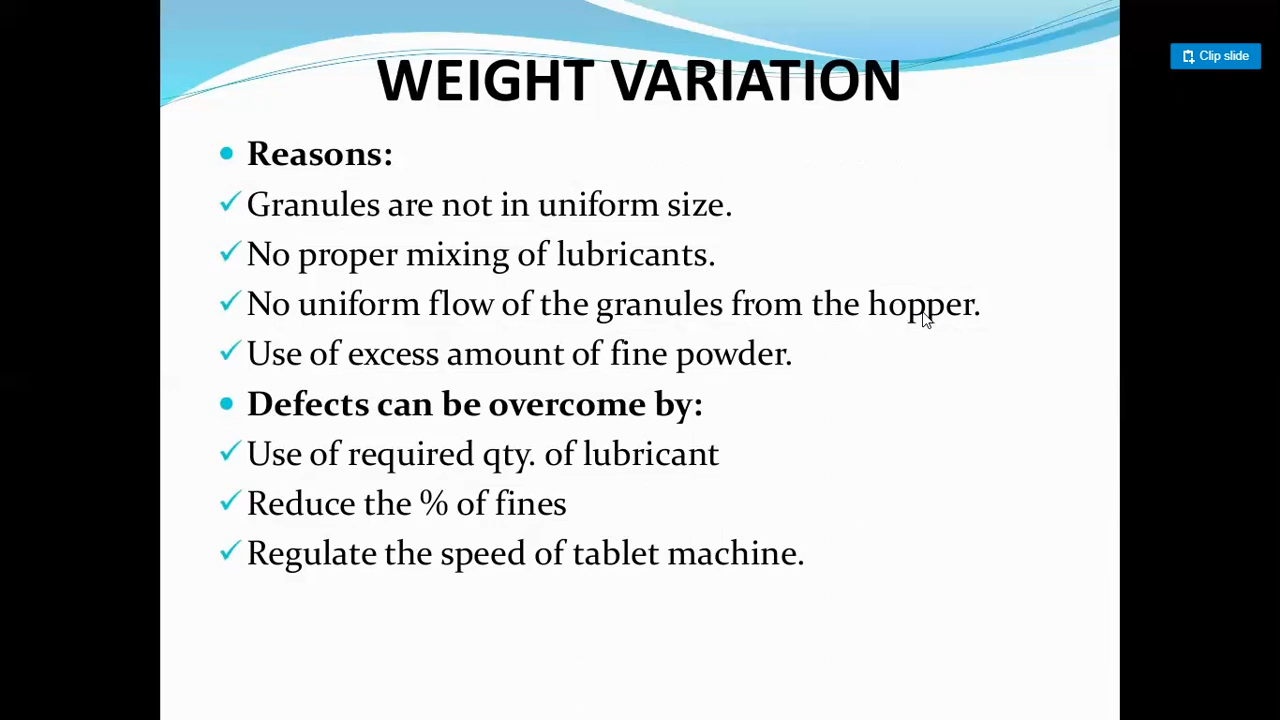 Clip slide
WEIGHT VARIATION
Reasons:
Granules are not in uniform size.
No proper mixing of lubricants.
No uniform flow of the granules from the hopper.
Use of excess amount of fine powder.
Defects can be overcome by:
Use of required qty. of lubricant
Reduce the % of fines
Regulate the speed of tablet machine.